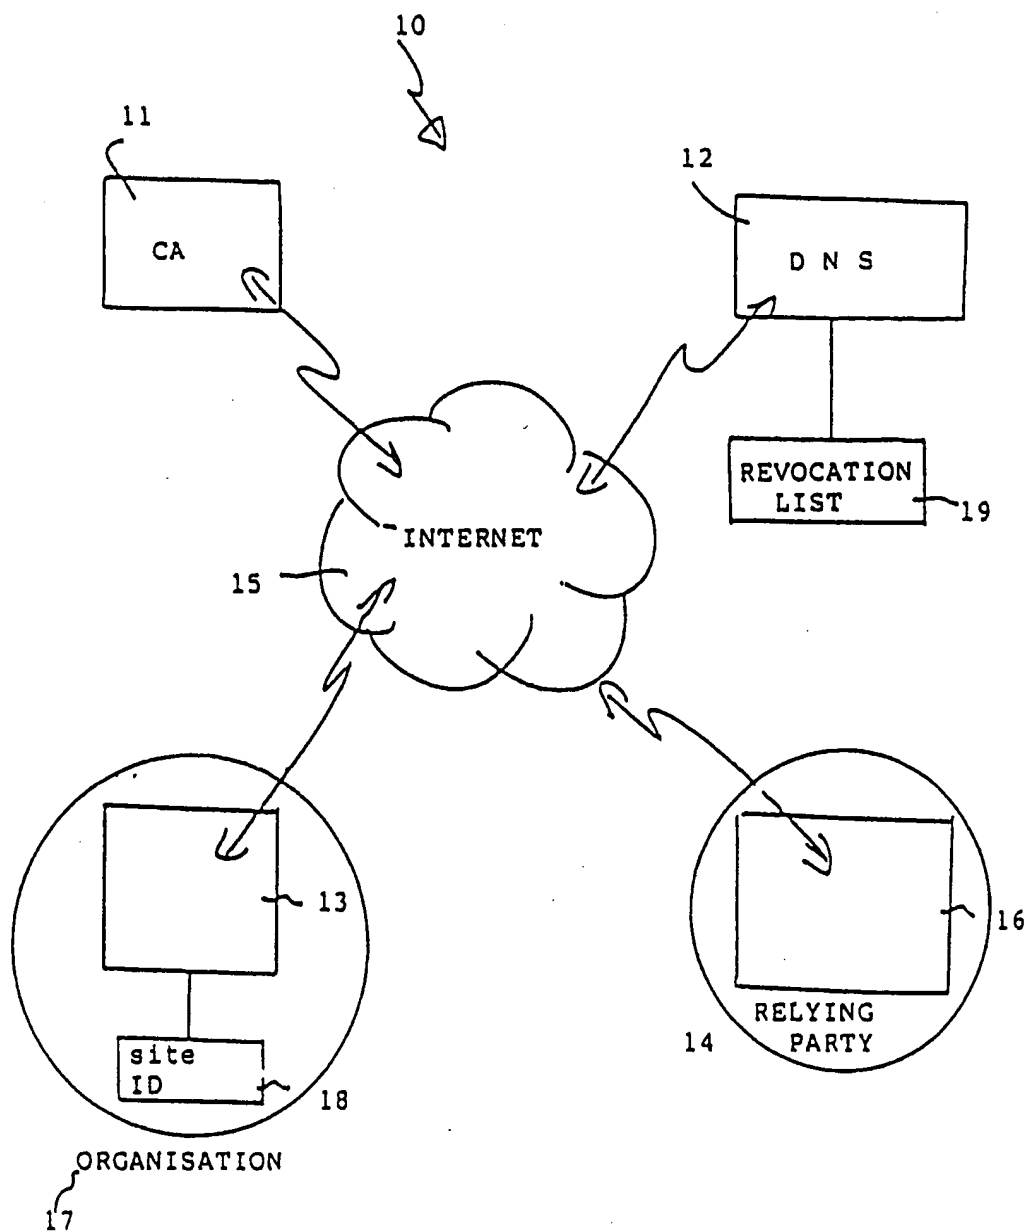 10
11
12
CA
D N S
REVOCATION
LIST
19
INTERNET
15
13
16
RELYING
PARTY
14
site
ID
18
ORGANISATION
17